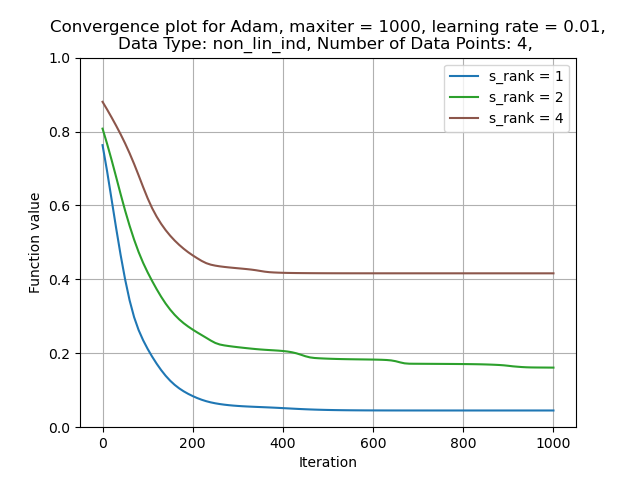 Convergence plot for Adam, maxiter = 1000, learning rate = 0.01,
Data Type: non_lin_ind, Number of Data Points: 4,
1.0
0.8
0.6
0.4
0.2
0.0
Function value
s_rank = 1
s_rank = 2
s_rank = 4
0 200 400 600 800 1000
Iteration